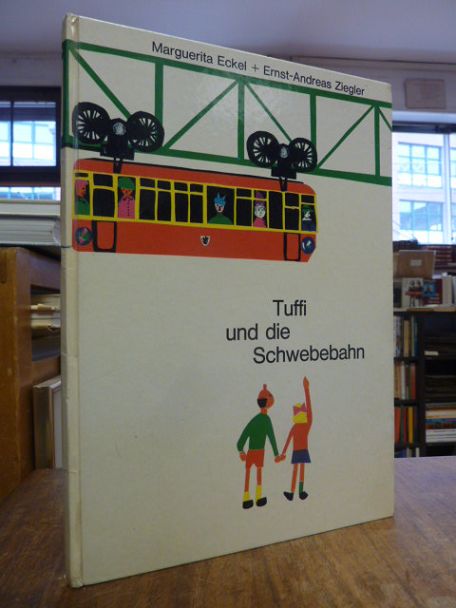 Marguerita Eckel + Ernst-Andreas Ziegler
Tuffi
und die
Schwebebahn